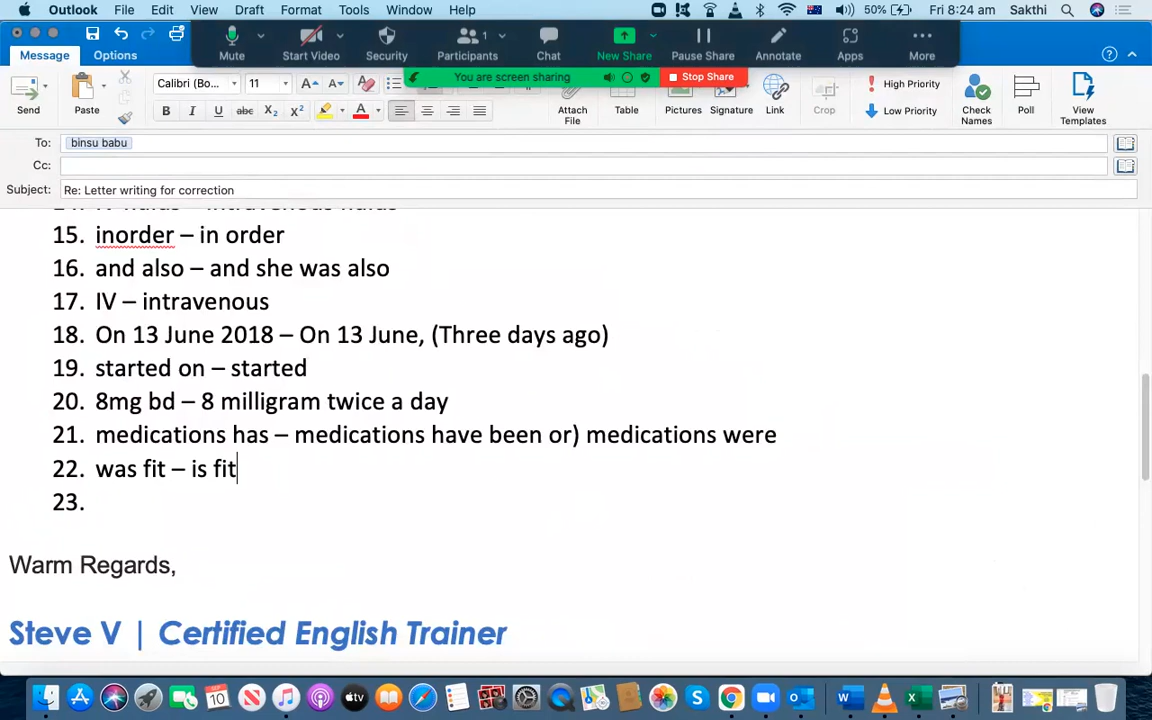 Outlook File Edit View Draft Format Tools Window Help 50% Fri 8:24 am Sakthi
Message Options
Mute Start Video Security Participants 1 Chat New Share Pause Share Annotate Apps More
You are screen sharing Stop Share
Send Paste Calibri (Bo... 11 Attach File Table Pictures Signature Link Crop High Priority Low Priority Check Names Poll View Templates
To: binsu babu
Cc:
Subject: Re: Letter writing for correction
15. inorder – in order
16. and also – and she was also
17. IV – intravenous
18. On 13 June 2018 – On 13 June, (Three days ago)
19. started on – started
20. 8mg bd – 8 milligram twice a day
21. medications has – medications have been or) medications were
22. was fit – is fit
23.
Warm Regards,
Steve V | Certified English Trainer